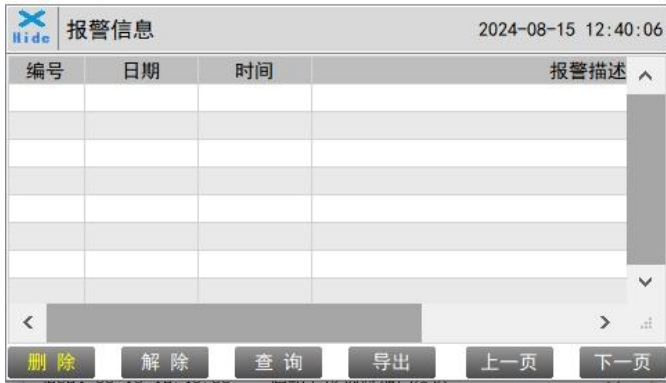 Hide 报警信息 2024-08-15 12:40:06
编号 日期 时间 报警描述
删除 解除 查询 导出 上一页 下一页